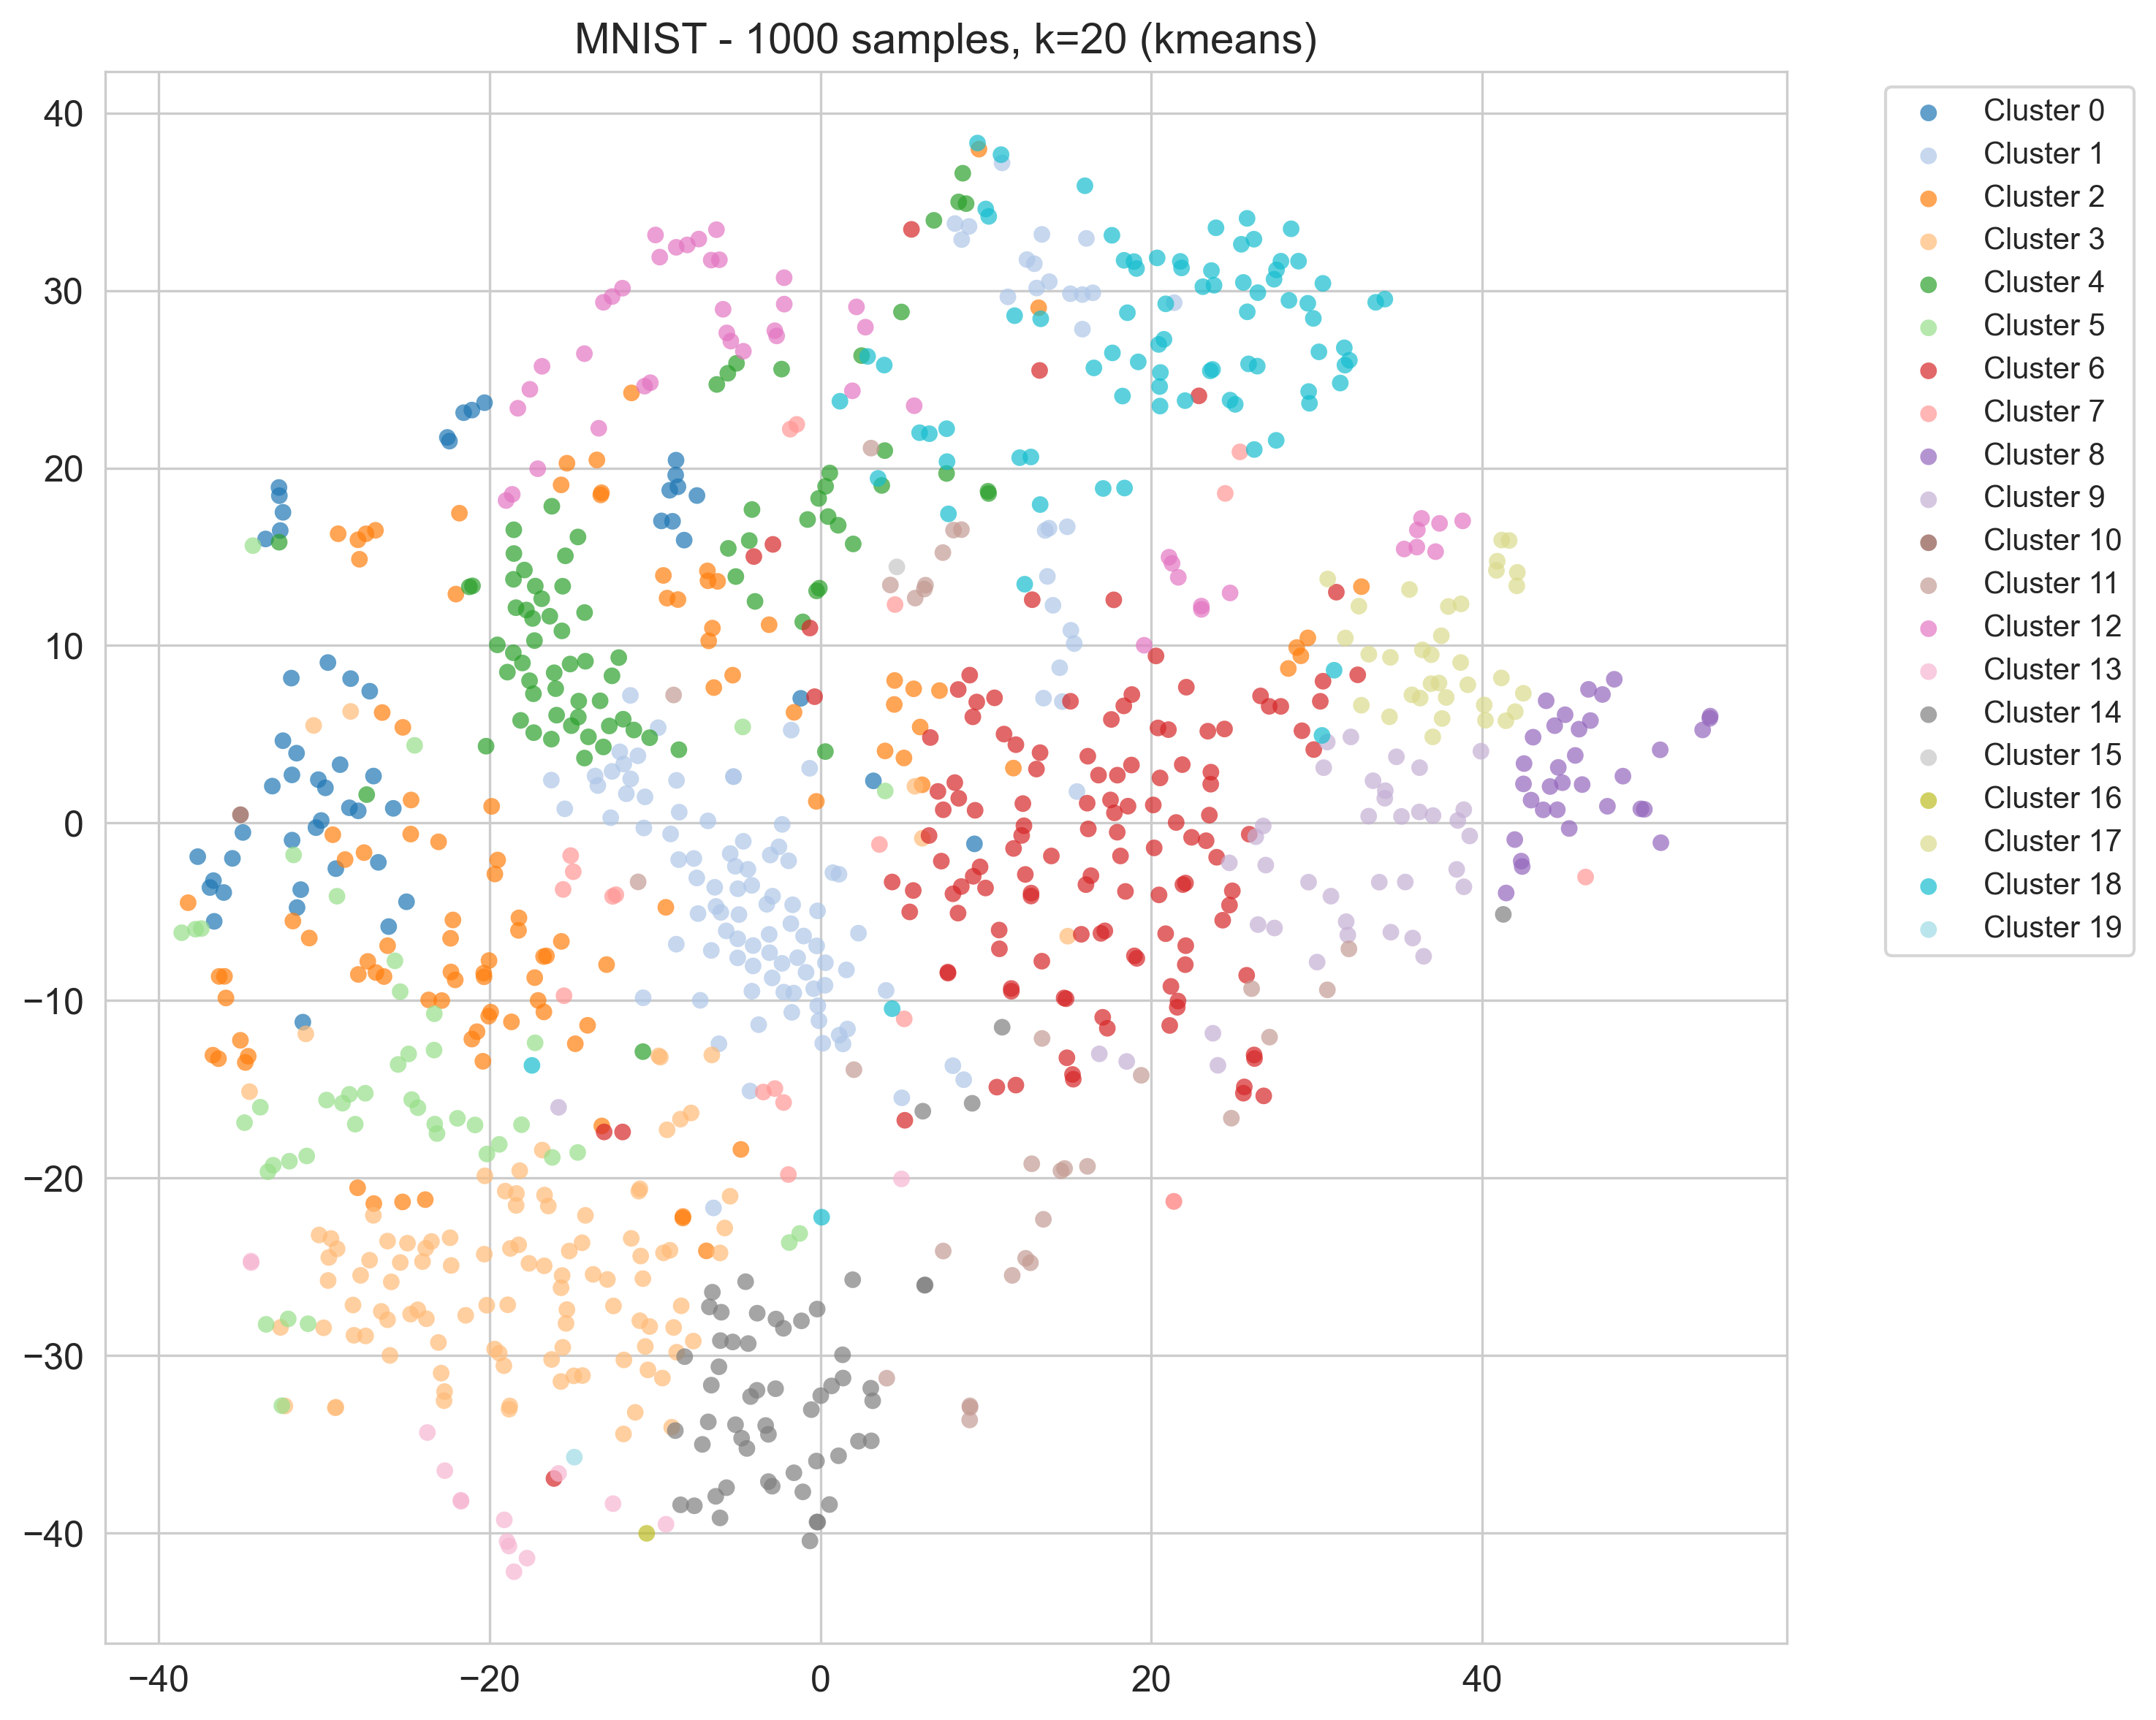 MNIST - 1000 samples, k=20 (kmeans)
40
30
20
10
0
−10
−20
−30
−40
−40
−20
0
20
40
Cluster 0
Cluster 1
Cluster 2
Cluster 3
Cluster 4
Cluster 5
Cluster 6
Cluster 7
Cluster 8
Cluster 9
Cluster 10
Cluster 11
Cluster 12
Cluster 13
Cluster 14
Cluster 15
Cluster 16
Cluster 17
Cluster 18
Cluster 19